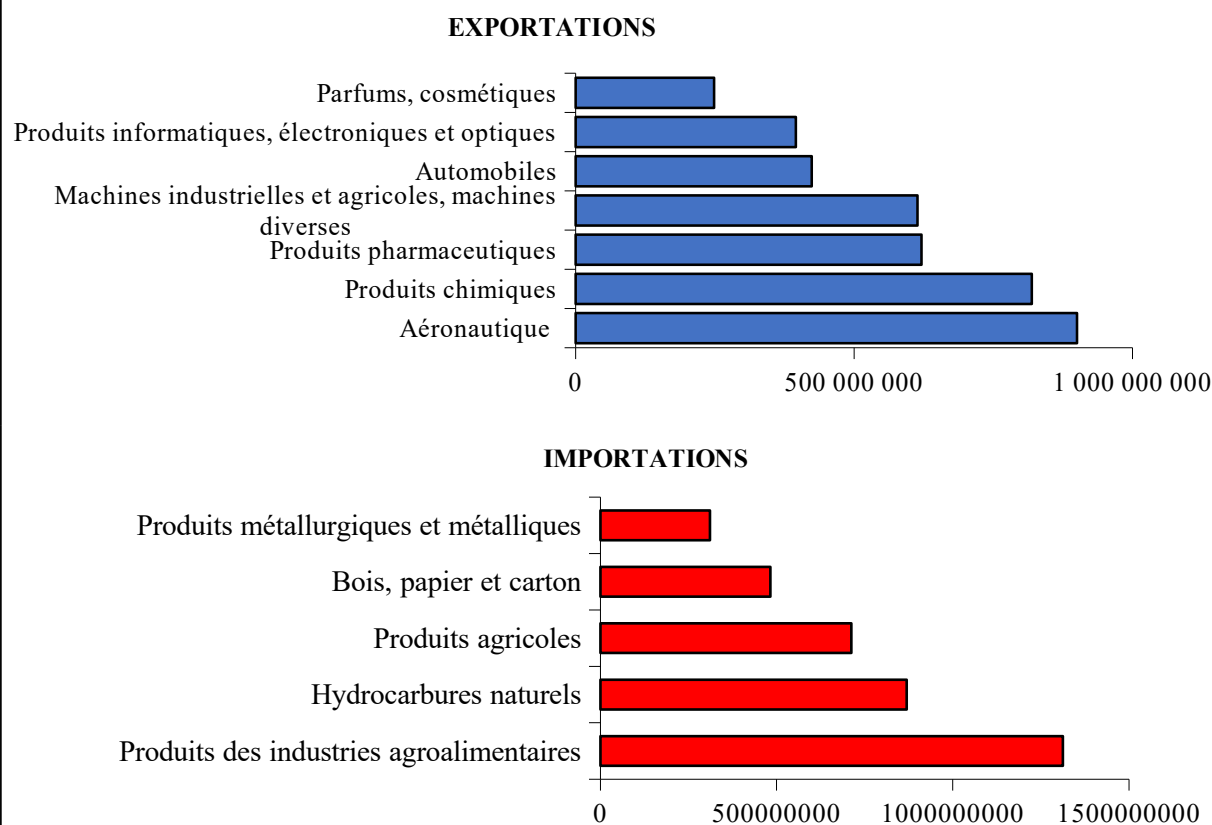 EXPORTATIONS
Parfums, cosmétiques
Produits informatiques, électroniques et optiques
Automobiles
Machines industrielles et agricoles, machines
diverses
Produits pharmaceutiques
Produits chimiques
Aéronautique
0 500 000 000 1 000 000 000
IMPORTATIONS
Produits métallurgiques et métalliques
Bois, papier et carton
Produits agricoles
Hydrocarbures naturels
Produits des industries agroalimentaires
0 500000000 1000000000 1500000000